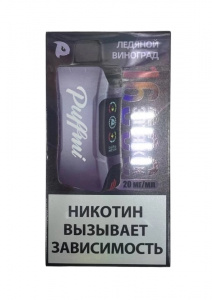 ЛЕДЯНОЙ
ВИНОГРАД
Puffmi
20 МГ/МЛ
НИКОТИН
ВЫЗЫВАЕТ
ЗАВИСИМОСТЬ